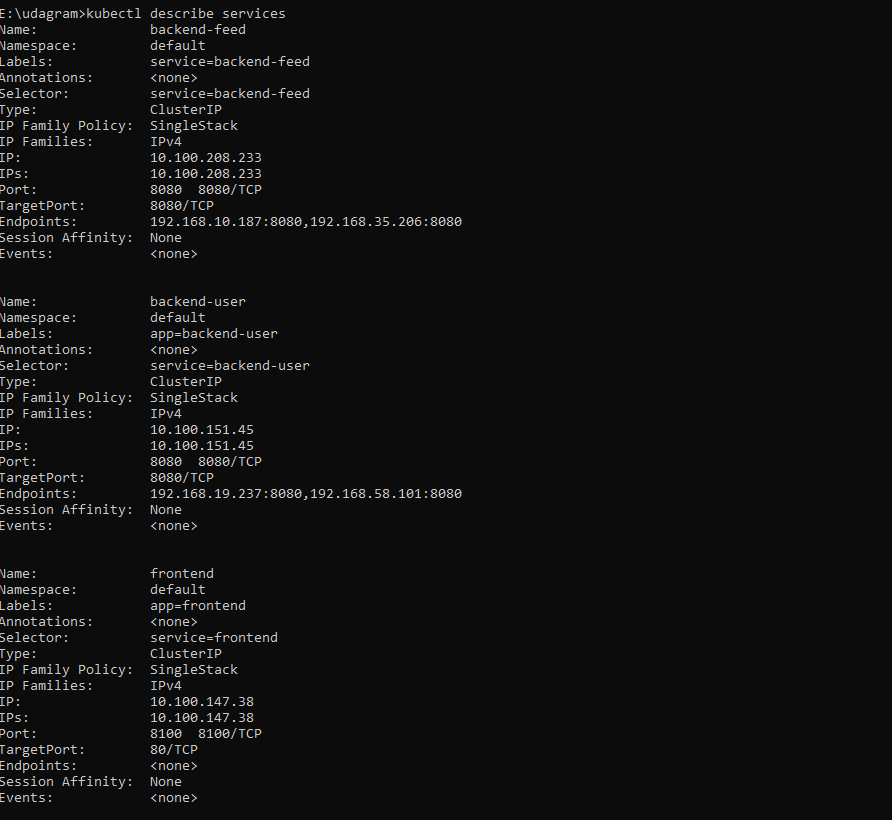 E:\udagram>kubectl describe services
Name: backend-feed
Namespace: default
Labels: service=backend-feed
Annotations: <none>
Selector: service=backend-feed
Type: ClusterIP
IP Family Policy: SingleStack
IP Families: IPv4
IP: 10.100.208.233
IPs: 10.100.208.233
Port: 8080 8080/TCP
TargetPort: 8080/TCP
Endpoints: 192.168.10.187:8080,192.168.35.206:8080
Session Affinity: None
Events: <none>
Name: backend-user
Namespace: default
Labels: app=backend-user
Annotations: <none>
Selector: service=backend-user
Type: ClusterIP
IP Family Policy: SingleStack
IP Families: IPv4
IP: 10.100.151.45
IPs: 10.100.151.45
Port: 8080 8080/TCP
TargetPort: 8080/TCP
Endpoints: 192.168.19.237:8080,192.168.58.101:8080
Session Affinity: None
Events: <none>
Name: frontend
Namespace: default
Labels: app=frontend
Annotations: <none>
Selector: service=frontend
Type: ClusterIP
IP Family Policy: SingleStack
IP Families: IPv4
IP: 10.100.147.38
IPs: 10.100.147.38
Port: 8100 8100/TCP
TargetPort: 80/TCP
Endpoints: <none>
Session Affinity: None
Events: <none>